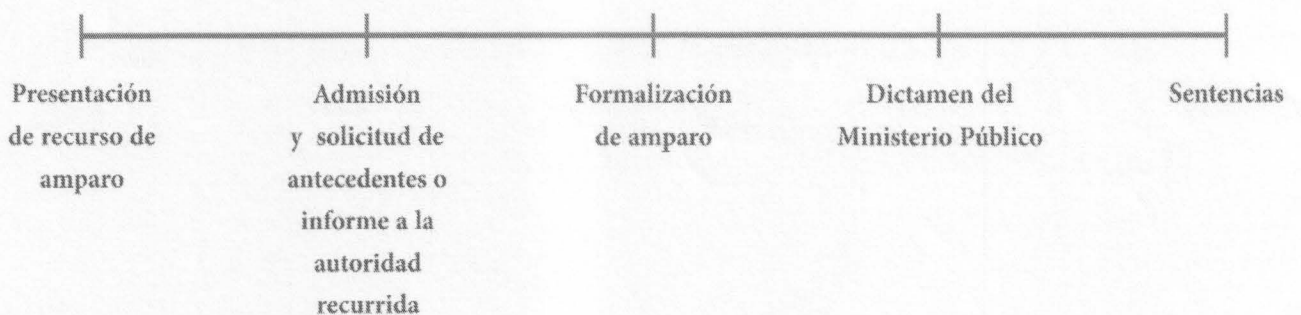 Presentación
de recurso de
amparo
Admisión
y solicitud de
antecedentes o
informe a la
autoridad
recurrida
Formalización
de amparo
Dictamen del
Ministerio Público
Sentencias